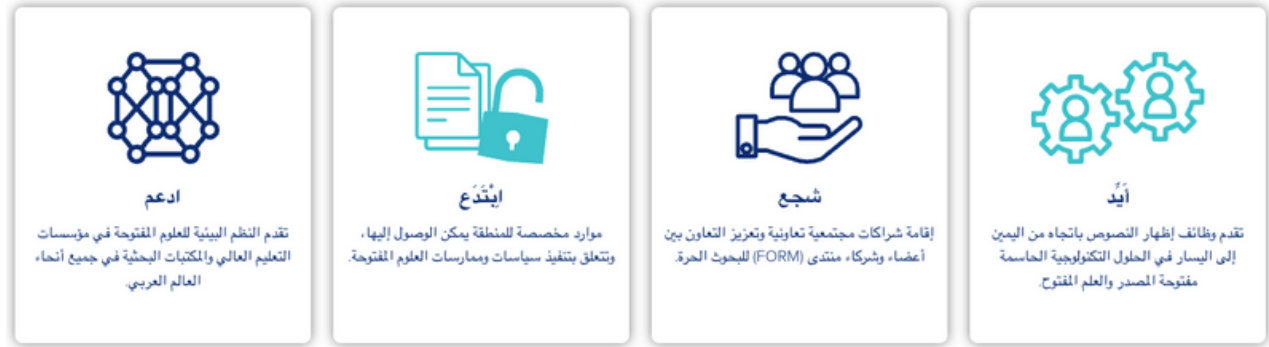 أَيِّد
تقدم وظائف إظهار النصوص باتجاه من اليمين
إلى اليسار في الحلول التكنولوجية الحاسمة
مفتوحة المصدر والعلم المفتوح.
شجع
إقامة شراكات مجتمعية تعاونية وتعزيز التعاون بين
أعضاء وشركاء منتدى (FORM) للبحوث الحرة.
اِبْتَدَع
موارد مخصصة للمنطقة يمكن الوصول إليها،
وتتعلق بتنفيذ سياسات وممارسات العلوم المفتوحة.
ادعم
تقدم النظم البيئية للعلوم المفتوحة في مؤسسات
التعليم العالي والمكتبات البحثية في جميع أنحاء
العالم العربي.